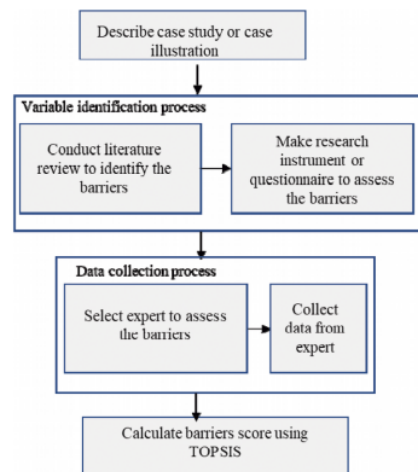 Describe case study or case
illustration
Variable identification process
Conduct literature
review to identify the
barriers
Make research
instrument or
questionnaire to assess
the barriers
Data collection process
Select expert to assess
the barriers
Collect
data from
expert
Calculate barriers score using
TOPSIS